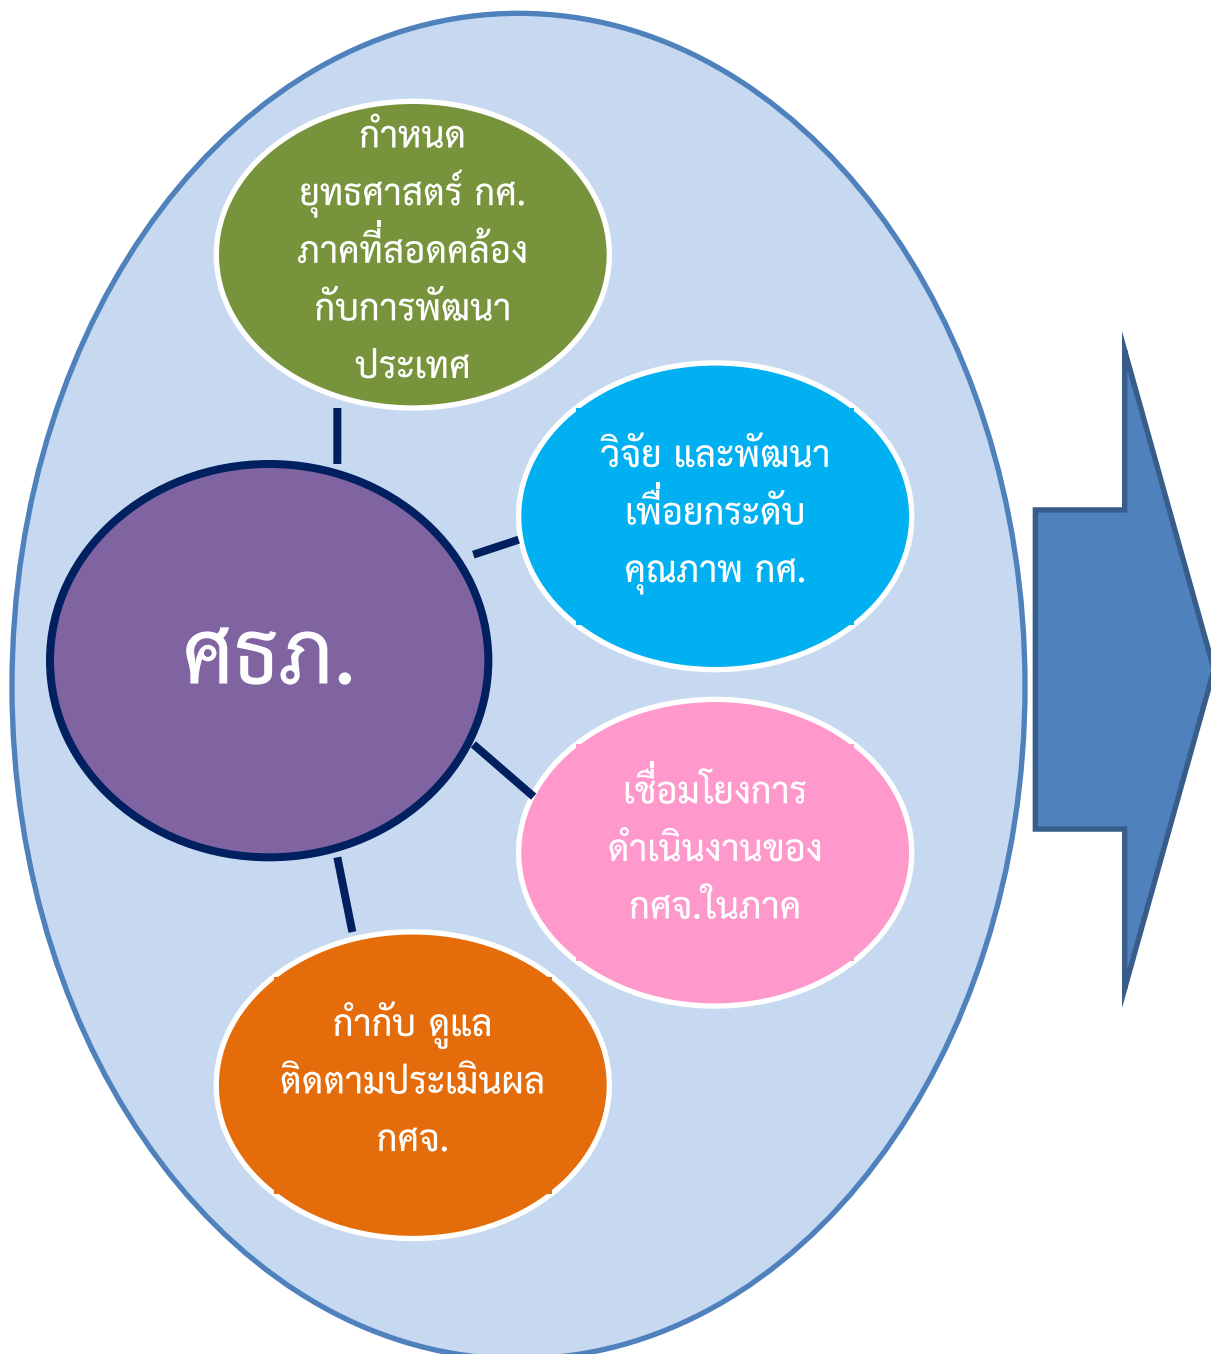 กำหนด
ยุทธศาสตร์ กศ.
ภาคที่สอดคล้อง
กับการพัฒนา
ประเทศ
วิจัย และพัฒนา
เพื่อยกระดับ
คุณภาพ กศ.
ศธภ.
เชื่อมโยงการ
ดำเนินงานของ
กศจ.ในภาค
กำกับ ดูแล
ติดตามประเมินผล
กศจ.